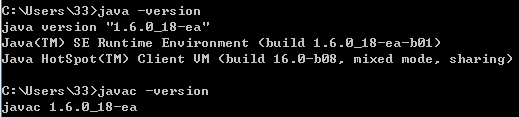 C:\Users\33>java -version
java version "1.6.0_18-ea"
Java(TM) SE Runtime Environment (build 1.6.0_18-ea-b01)
Java HotSpot(TM) Client VM (build 16.0-b08, mixed mode, sharing)
C:\Users\33>javac -version
javac 1.6.0_18-ea